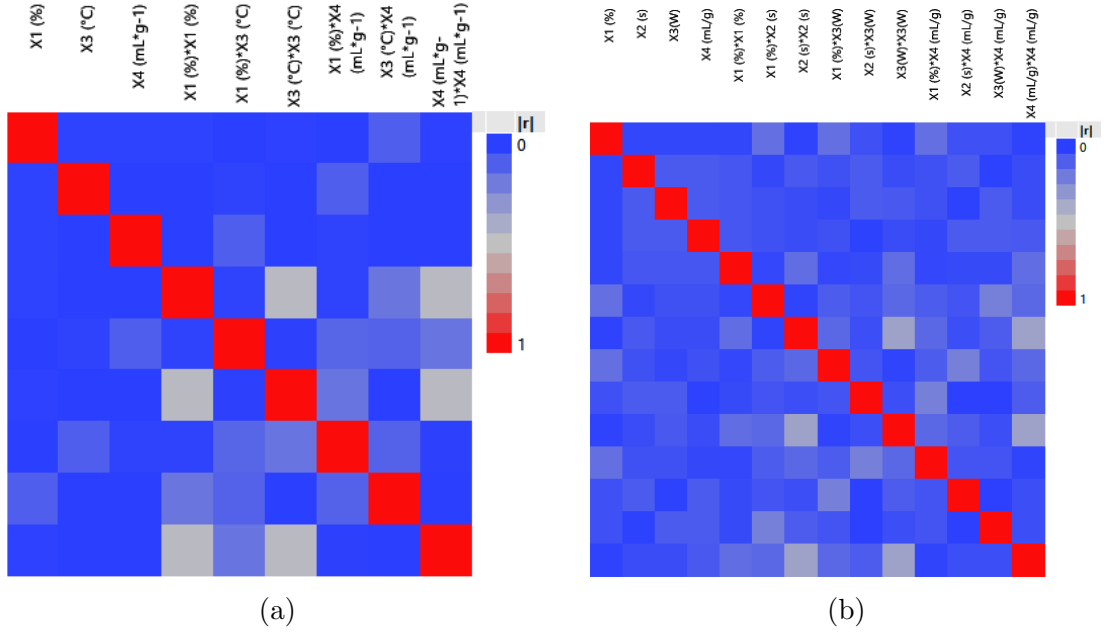 X1 (%)
X3 (°C)
X4 (mL*g-1)
X1 (%)*X1 (%)
X1 (%)*X3 (°C)
X3 (°C)*X3 (°C)
X1 (%)*X4
(mL*g-1)
X3 (°C)*X4
(mL*g-1)
X4 (mL*g-
1)*X4 (mL*g-1)
|r|
0
1
(a)
X1 (%)
X2 (s)
X3(W)
X4 (mL/g)
X1 (%)*X1 (%)
X1 (%)*X2 (s)
X2 (s)*X2 (s)
X1 (%)*X3(W)
X2 (s)*X3(W)
X3(W)*X3(W)
X1 (%)*X4 (mL/g)
X2 (s)*X4 (mL/g)
X3(W)*X4 (mL/g)
X4 (mL/g)*X4 (mL/g)
|r|
0
1
(b)